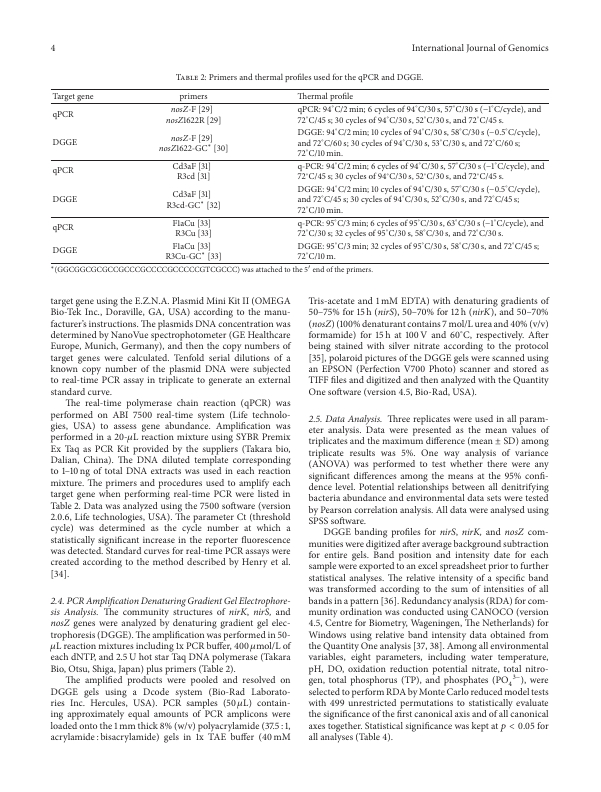 4
International Journal of Genomics
Table 2: Primers and thermal profiles used for the qPCR and DGGE.
Target gene primers Thermal profile
qPCR
nosZ-F [29]
nosZ1622R [29]
qPCR: 94°C/2 min; 6 cycles of 94°C/30 s, 57°C/30 s (−1°C/cycle), and
72°C/45 s; 30 cycles of 94°C/30 s, 52°C/30 s, and 72°C/45 s.
DGGE
nosZ-F [29]
nosZ1622-GC* [30]
DGGE: 94°C/2 min; 10 cycles of 94°C/30 s, 58°C/30 s (−0.5°C/cycle),
and 72°C/60 s; 30 cycles of 94°C/30 s, 53°C/30 s, and 72°C/60 s;
72°C/10 min.
qPCR
Cd3aF [31]
R3cd [31]
q-PCR: 94°C/2 min; 6 cycles of 94°C/30 s, 57°C/30 s (−1°C/cycle), and
72°C/45 s; 30 cycles of 94°C/30 s, 52°C/30 s, and 72°C/45 s.
DGGE
Cd3aF [31]
R3cd-GC* [32]
DGGE: 94°C/2 min; 10 cycles of 94°C/30 s, 57°C/30 s (−0.5°C/cycle),
and 72°C/45 s; 30 cycles of 94°C/30 s, 52°C/30 s, and 72°C/45 s;
72°C/10 min.
qPCR
FlaCu [33]
R3Cu [33]
q-PCR: 95°C/3 min; 6 cycles of 95°C/30 s, 63°C/30 s (−1°C/cycle), and
72°C/30 s; 32 cycles of 95°C/30 s, 58°C/30 s, and 72°C/30 s.
DGGE
FlaCu [33]
R3Cu-GC* [33]
DGGE: 95°C/3 min; 32 cycles of 95°C/30 s, 58°C/30 s, and 72°C/45 s;
72°C/10 m.
*(GGCGGCGCGCCGCCCGCCCCGCCCCCGTCGCCC) was attached to the 5′ end of the primers.
target gene using the E.Z.N.A. Plasmid Mini Kit II (OMEGA
Bio-Tek Inc., Doraville, GA, USA) according to the manu-
facturer's instructions. The plasmids DNA concentration was
determined by NanoVue spectrophotometer (GE Healthcare
Europe, Munich, Germany), and then the copy numbers of
target genes were calculated. Tenfold serial dilutions of a
known copy number of the plasmid DNA were subjected
to real-time PCR assay in triplicate to generate an external
standard curve.
The real-time polymerase chain reaction (qPCR) was
performed on ABI 7500 real-time system (Life technolo-
gies, USA) to assess gene abundance. Amplification was
performed in a 20-μL reaction mixture using SYBR Premix
Ex Taq as PCR Kit provided by the suppliers (Takara bio,
Dalian, China). The DNA diluted template corresponding
to 1–10 ng of total DNA extracts was used in each reaction
mixture. The primers and procedures used to amplify each
target gene when performing real-time PCR were listed in
Table 2. Data was analyzed using the 7500 software (version
2.0.6, Life technologies, USA). The parameter Ct (threshold
cycle) was determined as the cycle number at which a
statistically significant increase in the reporter fluorescence
was detected. Standard curves for real-time PCR assays were
created according to the method described by Henry et al.
[34].
2.4. PCR Amplification Denaturing Gradient Gel Electrophore-
sis Analysis. The community structures of nirK, nirS, and
nosZ genes were analyzed by denaturing gradient gel elec-
trophoresis (DGGE). The amplification was performed in 50-
μL reaction mixtures including 1x PCR buffer, 400 μmol/L of
each dNTP, and 2.5 U hot star Taq DNA polymerase (Takara
Bio, Otsu, Shiga, Japan) plus primers (Table 2).
The amplified products were pooled and resolved on
DGGE gels using a Dcode system (Bio-Rad Laborato-
ries Inc. Hercules, USA). PCR samples (50 μL) contain-
ing approximately equal amounts of PCR amplicons were
loaded onto the 1 mm thick 8% (w/v) polyacrylamide (37.5 : 1,
acrylamide : bisacrylamide) gels in 1x TAE buffer (40 mM
Tris-acetate and 1 mM EDTA) with denaturing gradients of
50–75% for 15 h (nirS), 50–70% for 12 h (nirK), and 50–70%
(nosZ) (100% denaturant contains 7 mol/L urea and 40% (v/v)
formamide) for 15 h at 100 V and 60°C, respectively. After
being stained with silver nitrate according to the protocol
[35], polaroid pictures of the DGGE gels were scanned using
an EPSON (Perfection V700 Photo) scanner and stored as
TIFF files and digitized and then analyzed with the Quantity
One software (version 4.5, Bio-Rad, USA).
2.5. Data Analysis. Three replicates were used in all param-
eter analysis. Data were presented as the mean values of
triplicates and the maximum difference (mean ± SD) among
triplicate results was 5%. One way analysis of variance
(ANOVA) was performed to test whether there were any
significant differences among the means at the 95% confi-
dence level. Potential relationships between all denitrifying
bacteria abundance and environmental data sets were tested
by Pearson correlation analysis. All data were analysed using
SPSS software.
DGGE banding profiles for nirS, nirK, and nosZ com-
munities were digitized after average background subtraction
for entire gels. Band position and intensity date for each
sample were exported to an excel spreadsheet prior to further
statistical analyses. The relative intensity of a specific band
was transformed according to the sum of intensities of all
bands in a pattern [36]. Redundancy analysis (RDA) for com-
munity ordination was conducted using CANOCO (version
4.5, Centre for Biometry, Wageningen, The Netherlands) for
Windows using relative band intensity data obtained from
the Quantity One analysis [37, 38]. Among all environmental
variables, eight parameters, including water temperature,
pH, DO, oxidation reduction potential nitrate, total nitro-
gen, total phosphorus (TP), and phosphates (PO₄³⁻), were
selected to perform RDA by Monte Carlo reduced model tests
with 499 unrestricted permutations to statistically evaluate
the significance of the first canonical axis and of all canonical
axes together. Statistical significance was kept at p < 0.05 for
all analyses (Table 4).